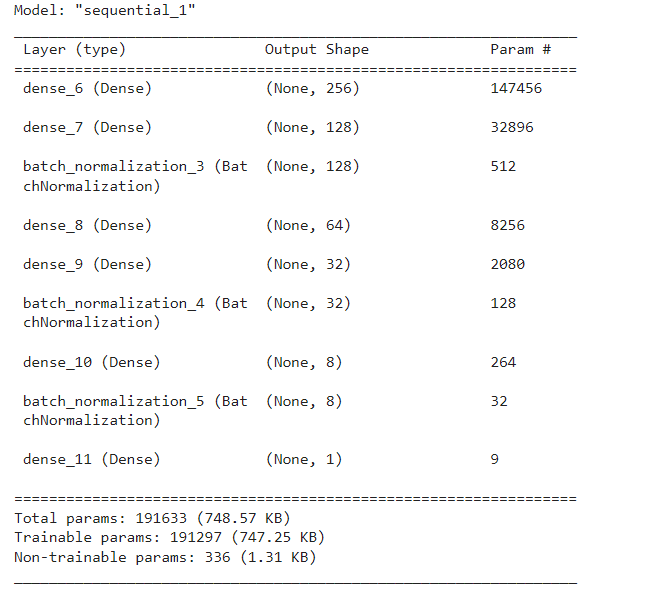 Model: "sequential_1"
_________________________________________________________________
Layer (type) Output Shape Param #
=================================================================
dense_6 (Dense) (None, 256) 147456
dense_7 (Dense) (None, 128) 32896
batch_normalization_3 (Bat (None, 128) 512
chNormalization)
dense_8 (Dense) (None, 64) 8256
dense_9 (Dense) (None, 32) 2080
batch_normalization_4 (Bat (None, 32) 128
chNormalization)
dense_10 (Dense) (None, 8) 264
batch_normalization_5 (Bat (None, 8) 32
chNormalization)
dense_11 (Dense) (None, 1) 9
=================================================================
Total params: 191633 (748.57 KB)
Trainable params: 191297 (747.25 KB)
Non-trainable params: 336 (1.31 KB)
_________________________________________________________________